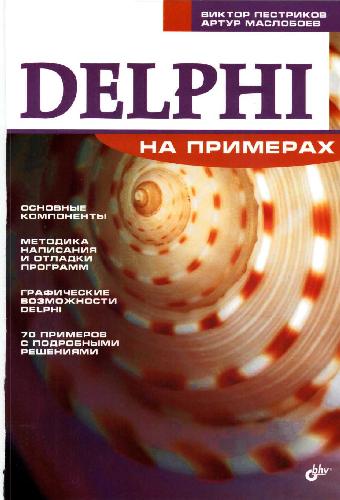 ВИКТОР ПЕСТРИКОВ
АРТУР МАСЛОБОЕВ
DELPHI
НА ПРИМЕРАХ
ОСНОВНЫЕ
КОМПОНЕНТЫ
МЕТОДИКА
НАПИСАНИЯ
И ОТЛАДКИ
ПРОГРАММ
ГРАФИЧЕСКИЕ
ВОЗМОЖНОСТИ
DELPHI
70 ПРИМЕРОВ
С ПОДРОБНЫМИ
РЕШЕНИЯМИ
bhv